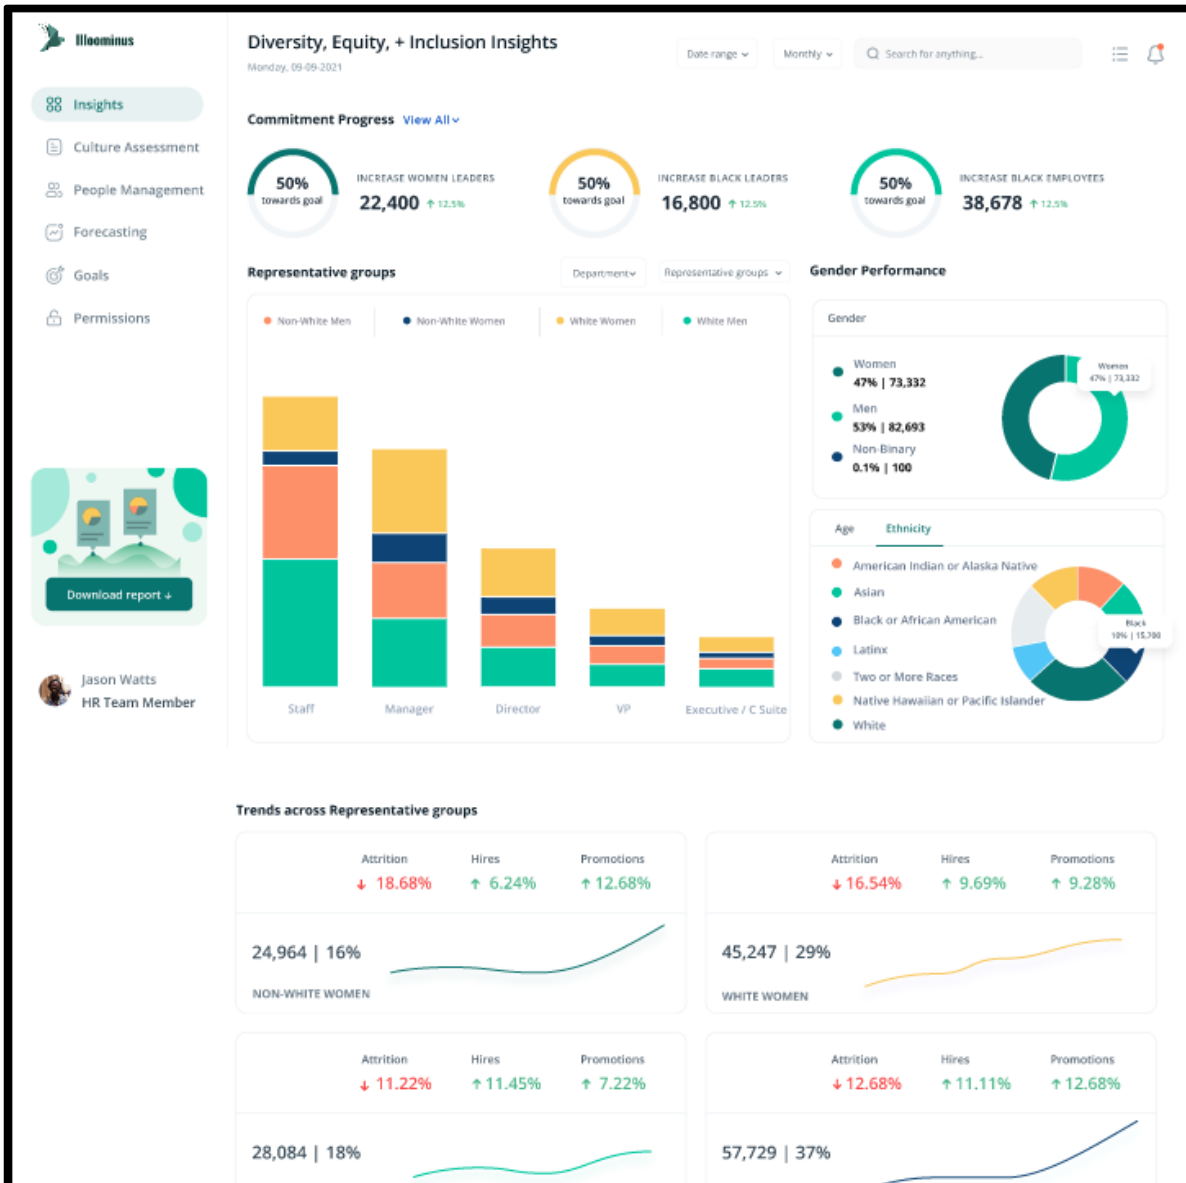 Illoominus
Diversity, Equity, + Inclusion Insights
Monday, 09-09-2021
Date range
Monthly
Search for anything...
Insights
Culture Assessment
People Management
Forecasting
Goals
Permissions
Download report ↓
Jason Watts
HR Team Member
Commitment Progress View All
50%
towards goal
INCREASE WOMEN LEADERS
22,400 ↑ 12.5%
50%
towards goal
INCREASE BLACK LEADERS
16,800 ↑ 12.5%
50%
towards goal
INCREASE BLACK EMPLOYEES
38,678 ↑ 12.5%
Representative groups
Department
Representative groups
Non-White Men
Non-White Women
White Women
White Men
Staff
Manager
Director
VP
Executive / C Suite
Gender Performance
Gender
Women
47% | 73,332
Men
53% | 82,693
Non-Binary
0.1% | 100
Women
47% | 73,332
Age
Ethnicity
American Indian or Alaska Native
Asian
Black or African American
Latinx
Two or More Races
Native Hawaiian or Pacific Islander
White
Black
10% | 15,700
Trends across Representative groups
Attrition Hires Promotions
↓ 18.68% ↑ 6.24% ↑ 12.68%
24,964 | 16%
NON-WHITE WOMEN
Attrition Hires Promotions
↓ 16.54% ↑ 9.69% ↑ 9.28%
45,247 | 29%
WHITE WOMEN
Attrition Hires Promotions
↓ 11.22% ↑ 11.45% ↑ 7.22%
28,084 | 18%
Attrition Hires Promotions
↓ 12.68% ↑ 11.11% ↑ 12.68%
57,729 | 37%